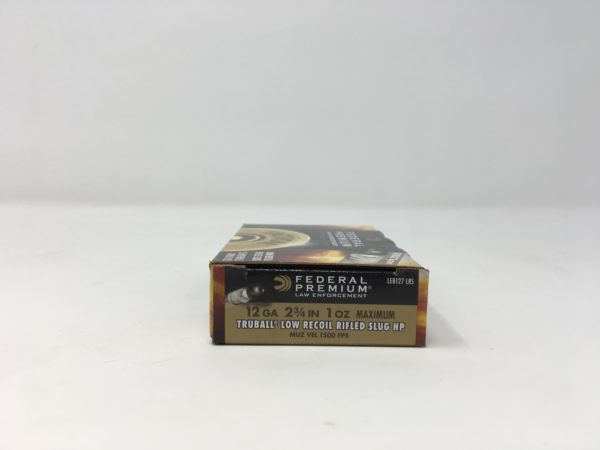 FEDERAL
PREMIUM®
LAW ENFORCEMENT
LEB127 LRS
12 GA 2¾ IN 1 OZ MAXIMUM
TRUBALL® LOW RECOIL RIFLED SLUG HP
MUZ VEL 1300 FPS